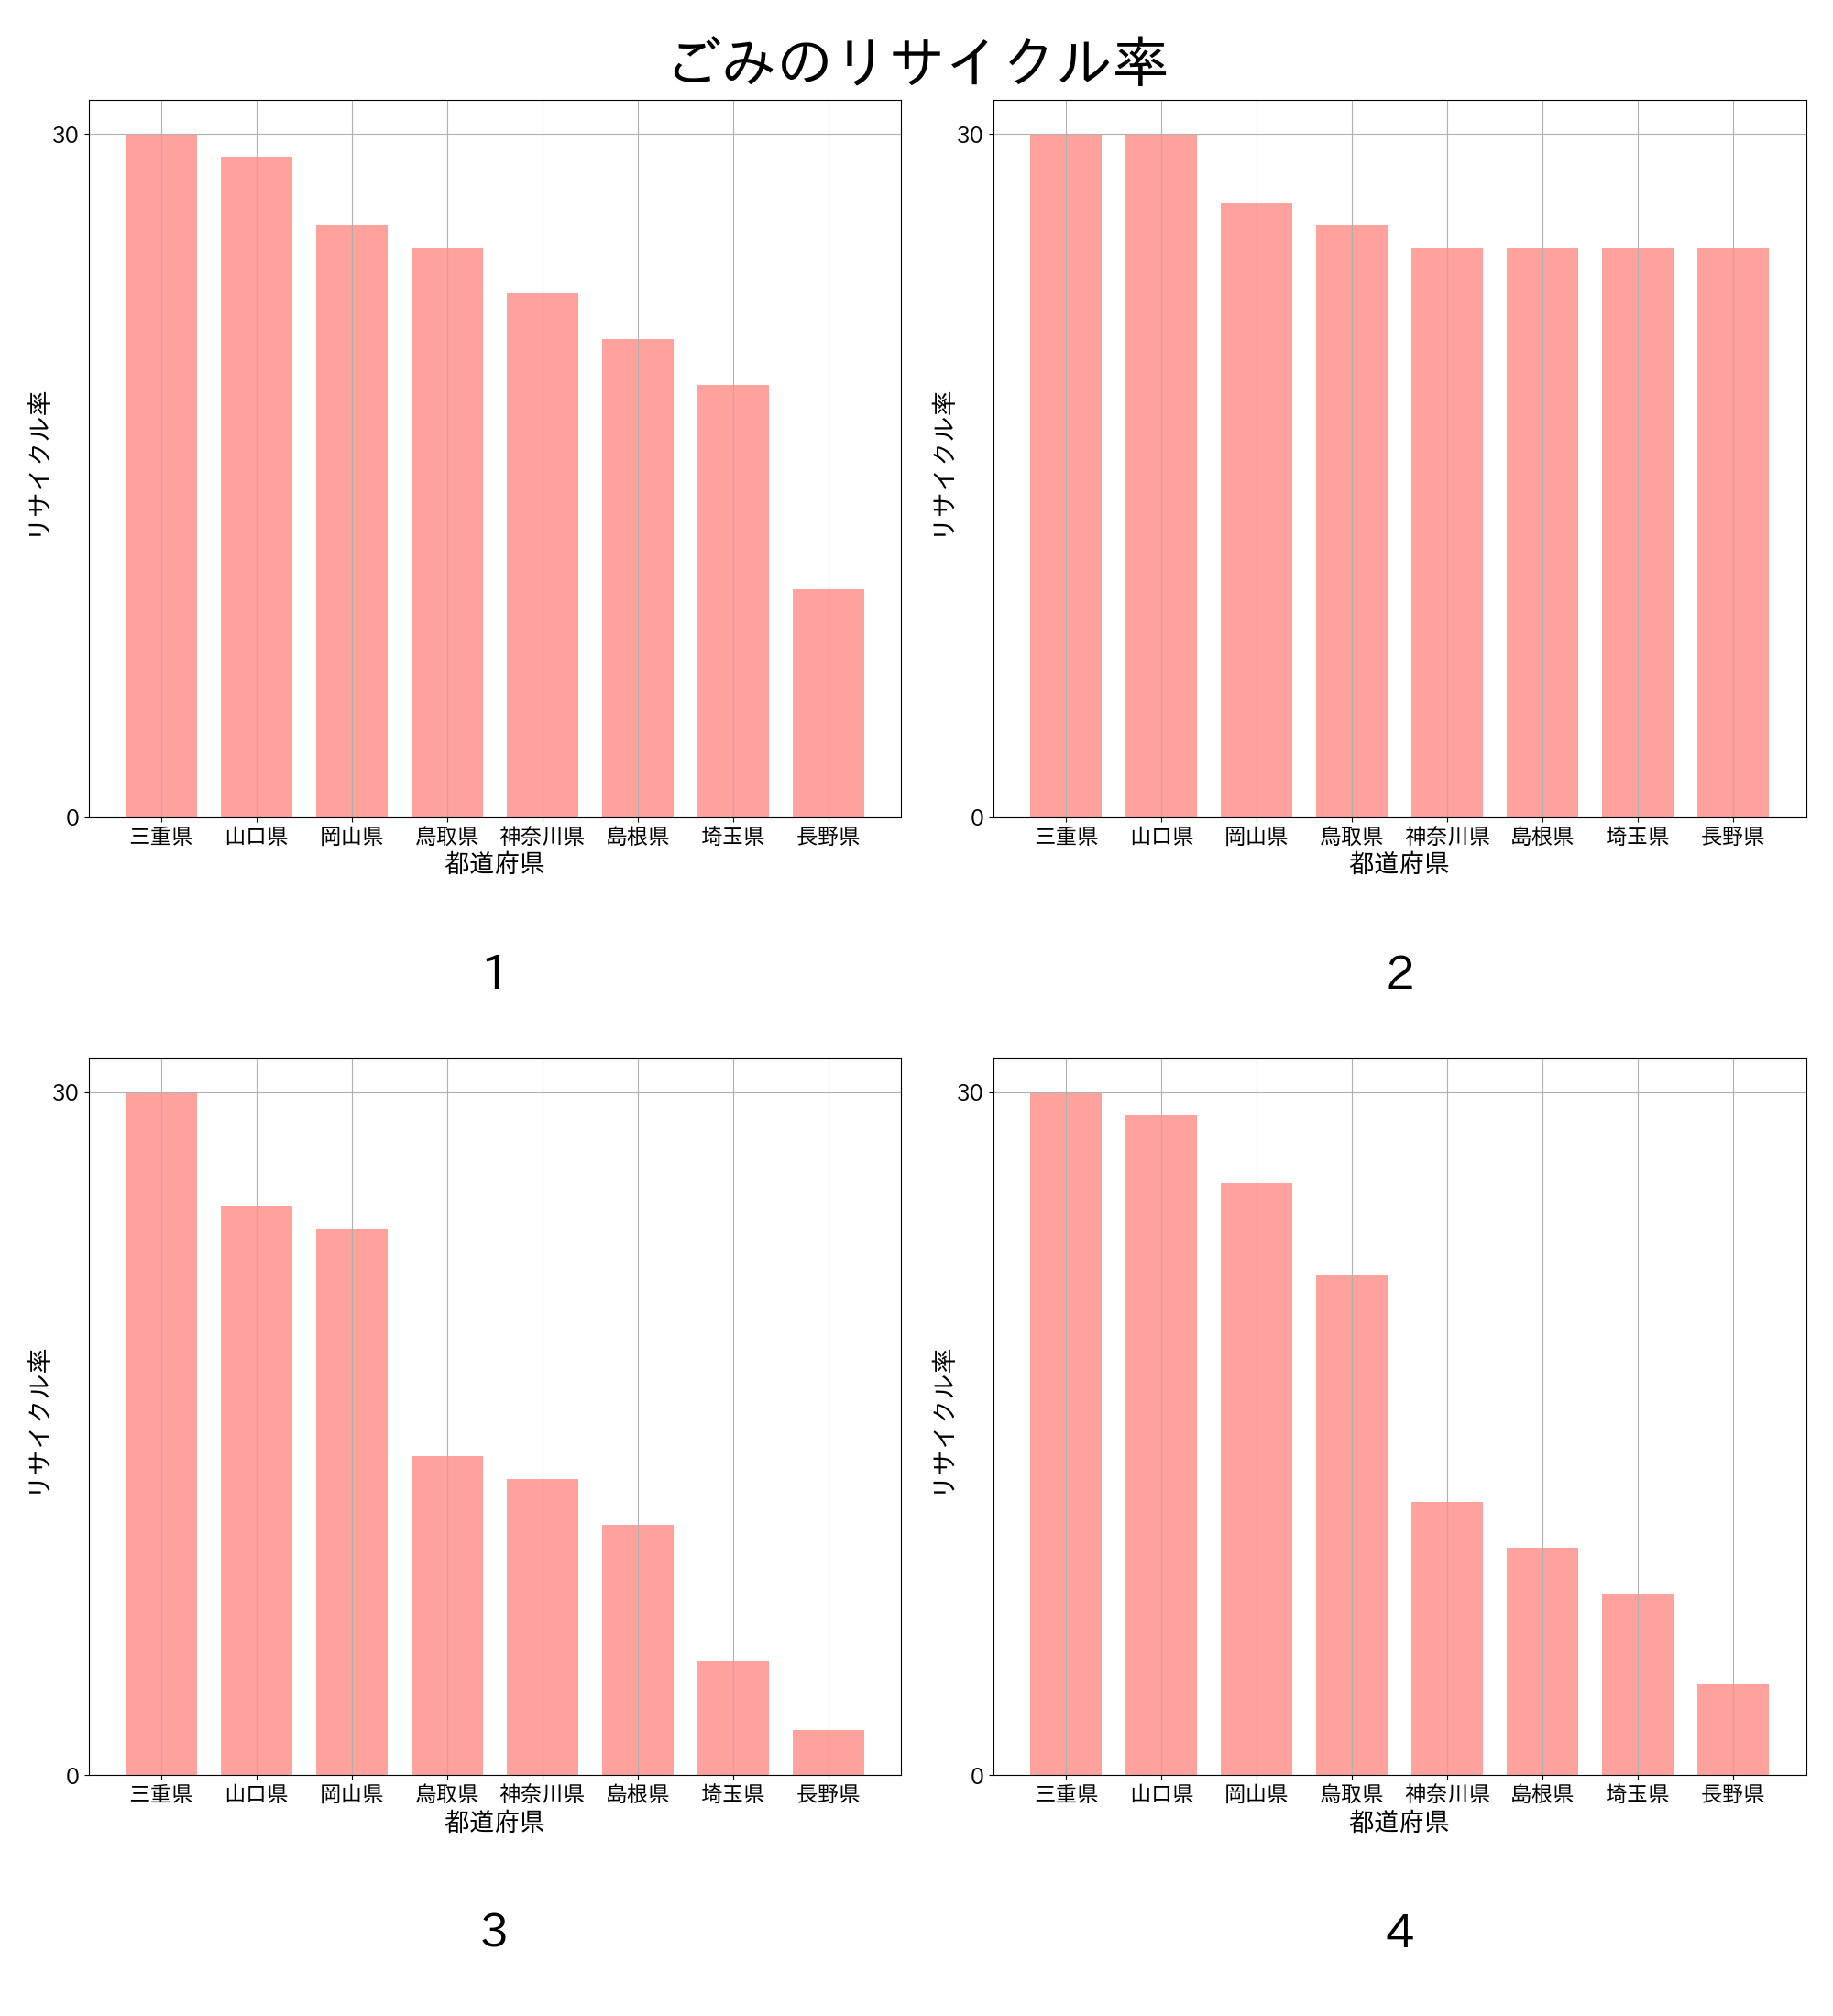 ごみのリサイクル率
30
0
リサイクル率
三重県 山口県 岡山県 鳥取県 神奈川県 島根県 埼玉県 長野県
都道府県
1
30
0
リサイクル率
三重県 山口県 岡山県 鳥取県 神奈川県 島根県 埼玉県 長野県
都道府県
2
30
0
リサイクル率
三重県 山口県 岡山県 鳥取県 神奈川県 島根県 埼玉県 長野県
都道府県
3
30
0
リサイクル率
三重県 山口県 岡山県 鳥取県 神奈川県 島根県 埼玉県 長野県
都道府県
4